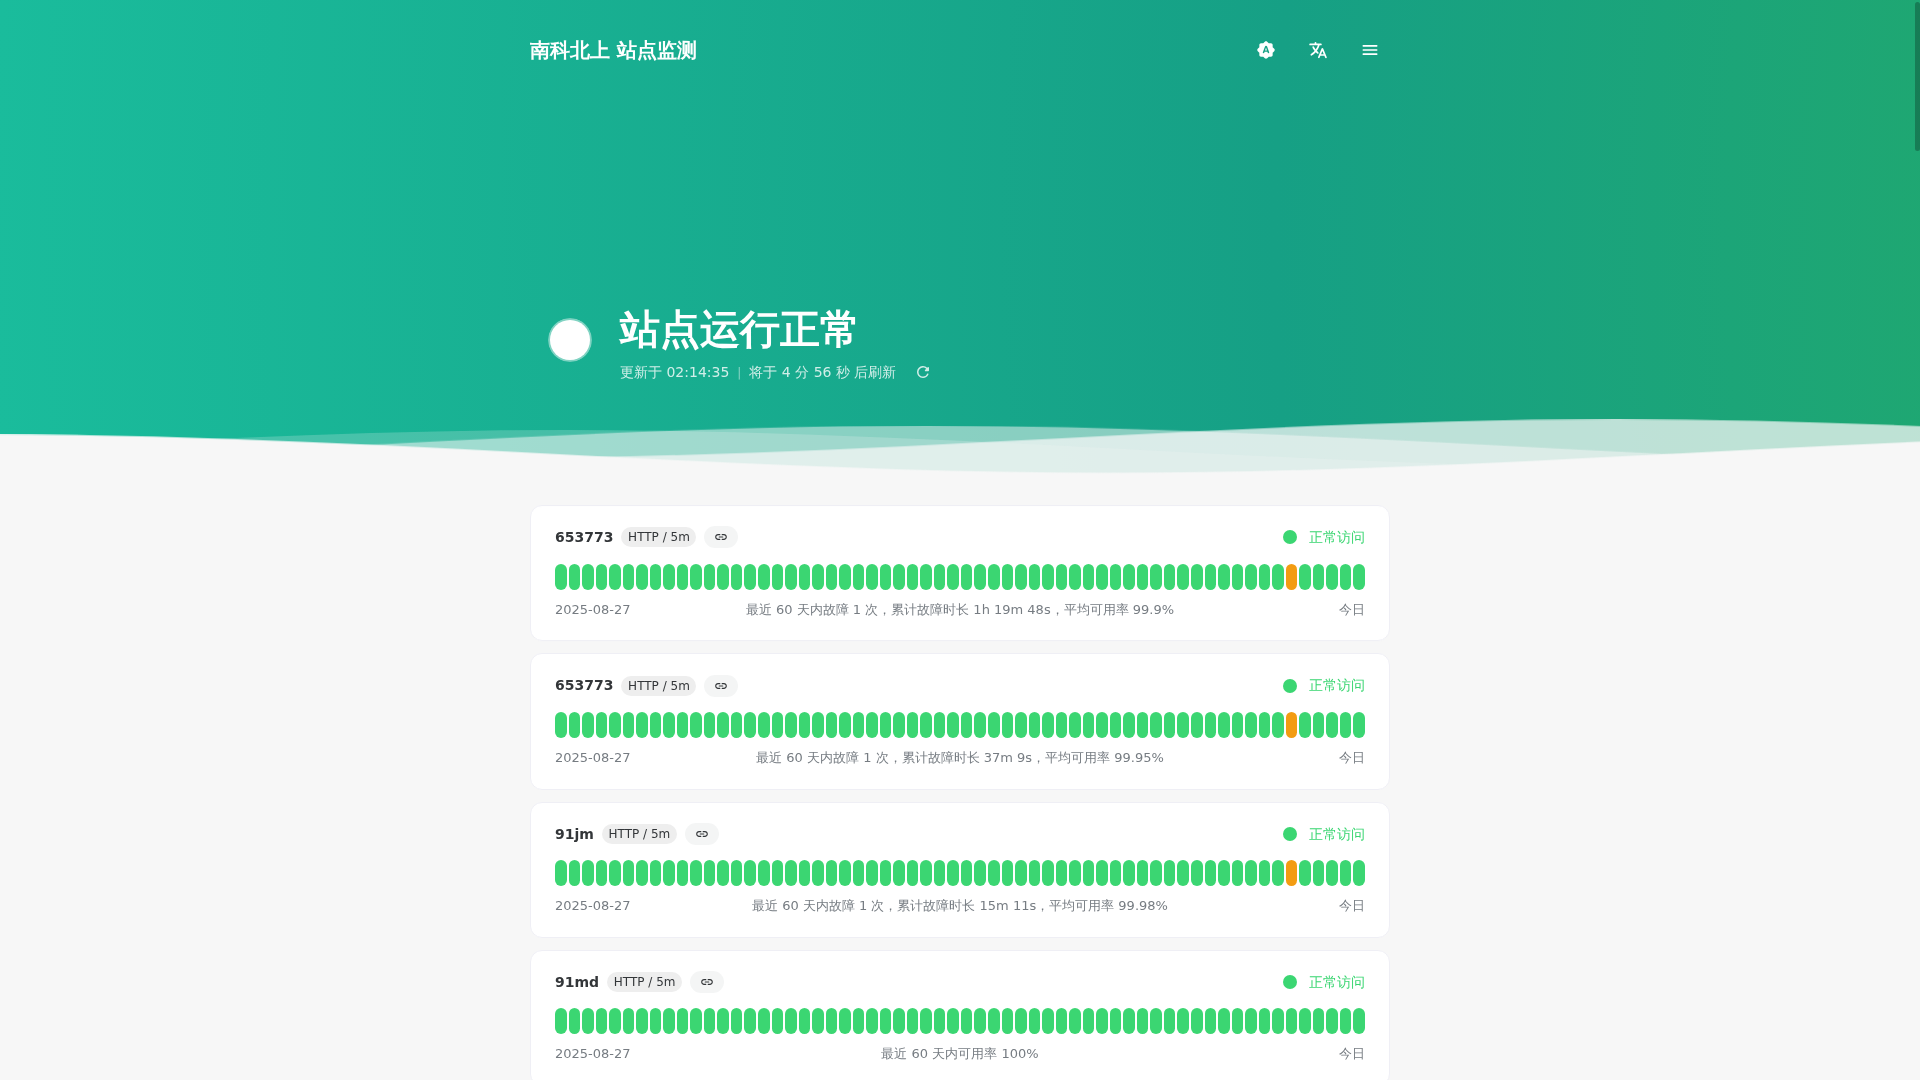 南科北上 站点监测
站点运行正常
更新于 02:14:35 | 将于 4 分 56 秒 后刷新
653773 HTTP / 5m 正常访问
2025-08-27 最近 60 天内故障 1 次，累计故障时长 1h 19m 48s，平均可用率 99.9% 今日
653773 HTTP / 5m 正常访问
2025-08-27 最近 60 天内故障 1 次，累计故障时长 37m 9s，平均可用率 99.95% 今日
91jm HTTP / 5m 正常访问
2025-08-27 最近 60 天内故障 1 次，累计故障时长 15m 11s，平均可用率 99.98% 今日
91md HTTP / 5m 正常访问
2025-08-27 最近 60 天内可用率 100% 今日